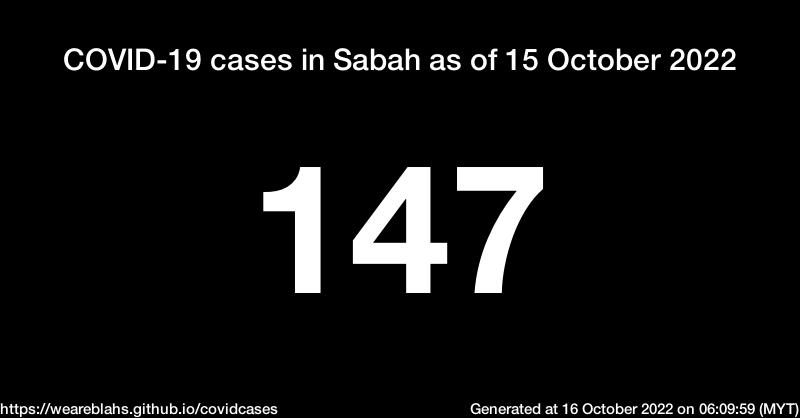 COVID-19 cases in Sabah as of 15 October 2022
147
https://weareblahs.github.io/covidcases
Generated at 16 October 2022 on 06:09:59 (MYT)